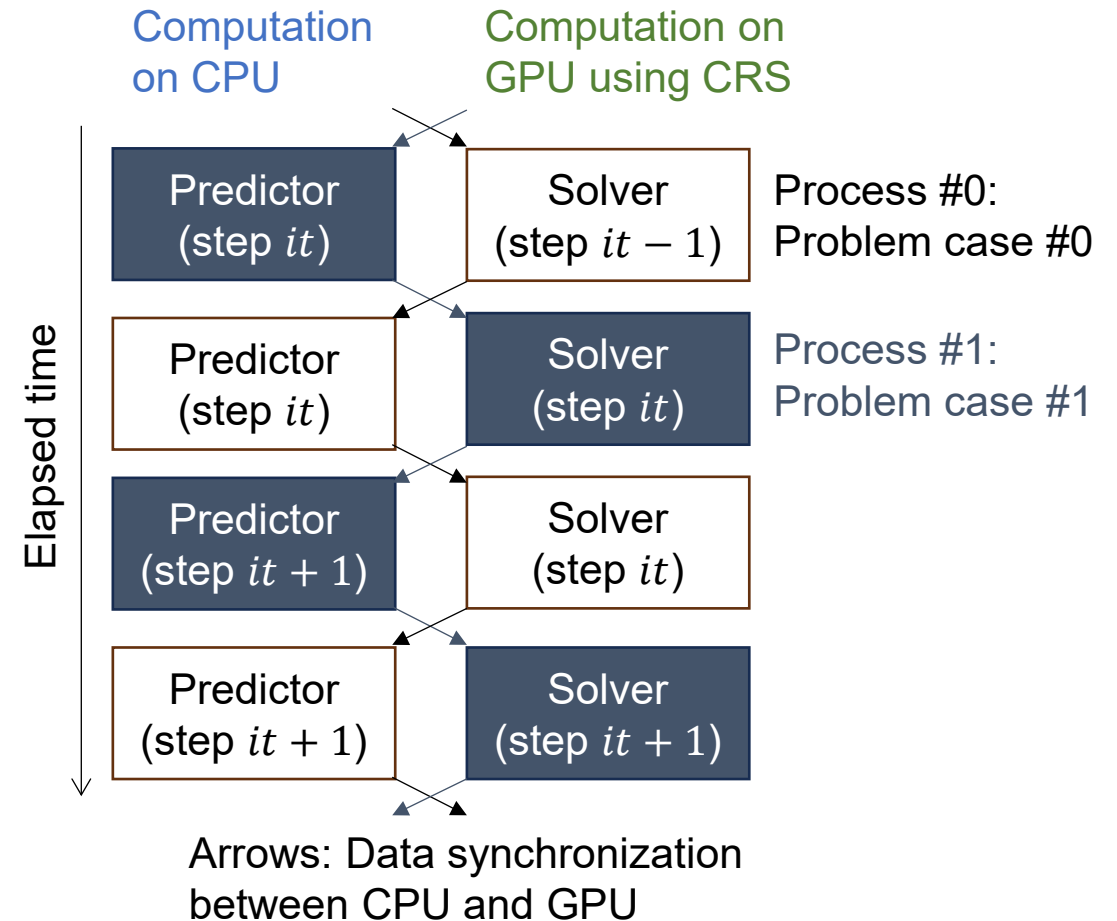 Computation
on CPU
Computation on
GPU using CRS
Elapsed time
Predictor
(step it)
Solver
(step it − 1)
Process #0:
Problem case #0
Predictor
(step it)
Solver
(step it)
Process #1:
Problem case #1
Predictor
(step it + 1)
Solver
(step it)
Predictor
(step it + 1)
Solver
(step it + 1)
Arrows: Data synchronization
between CPU and GPU